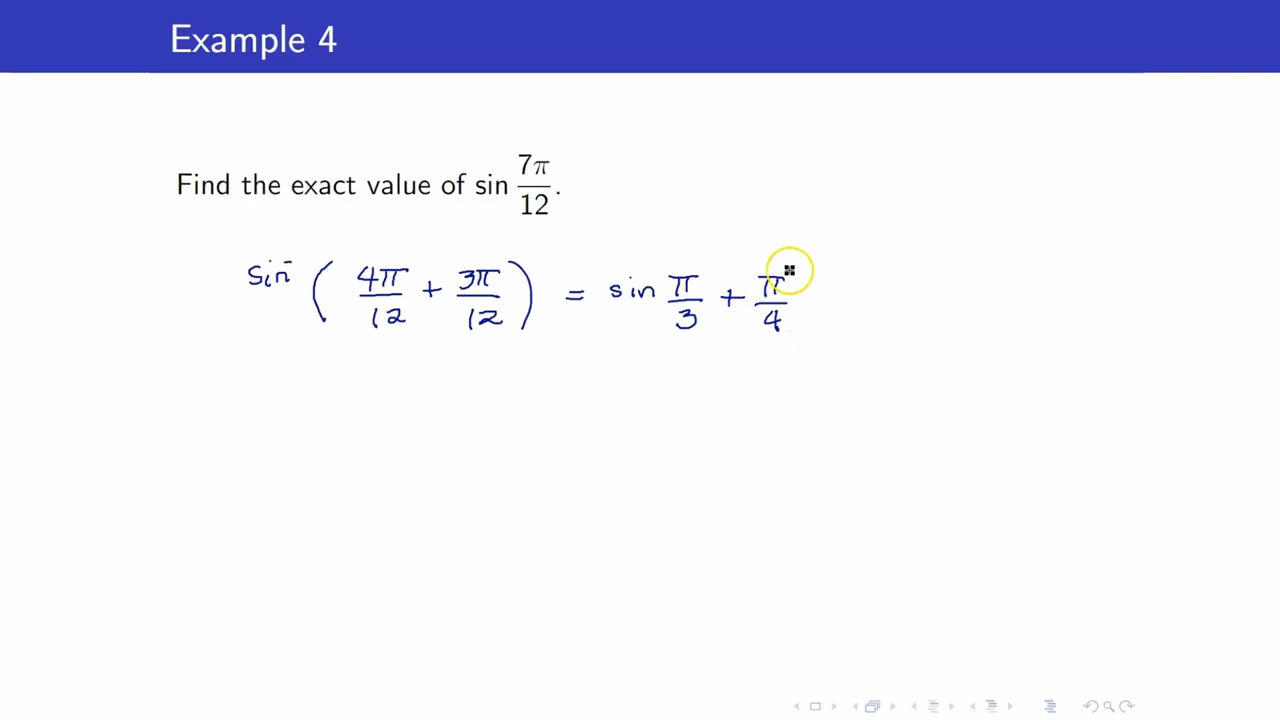 Example 4
Find the exact value of sin 7π/12.
sin (4π/12 + 3π/12) = sin π/3 + π/4